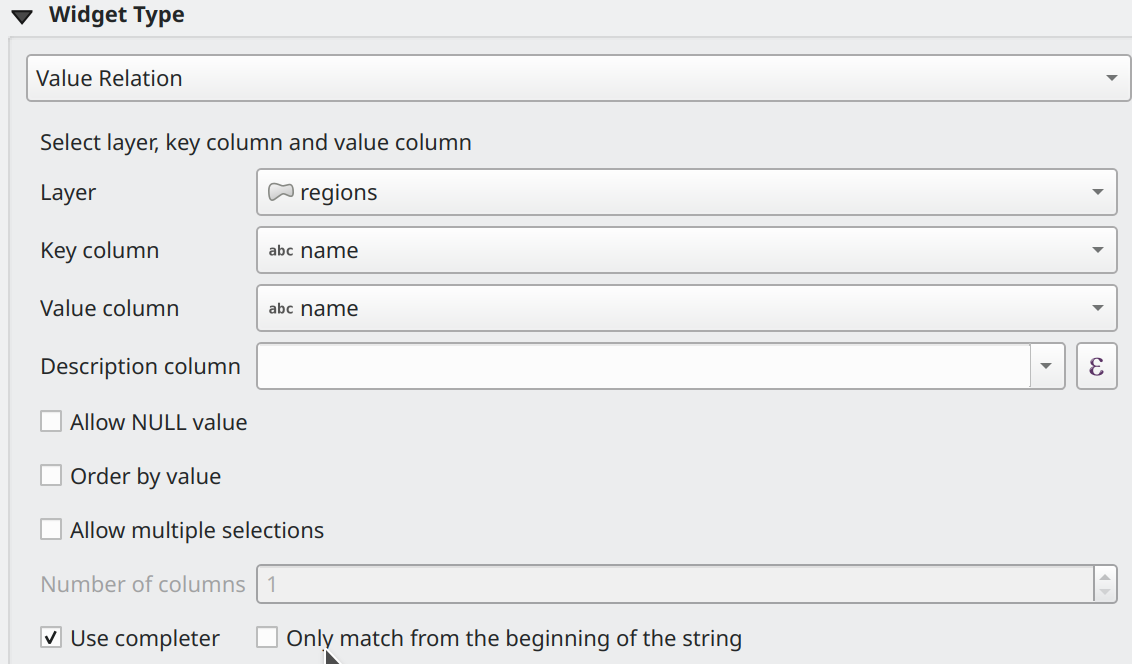 Widget Type
Value Relation
Select layer, key column and value column
Layer
regions
Key column
abc name
Value column
abc name
Description column
ε
Allow NULL value
Order by value
Allow multiple selections
Number of columns
1
Use completer
Only match from the beginning of the string